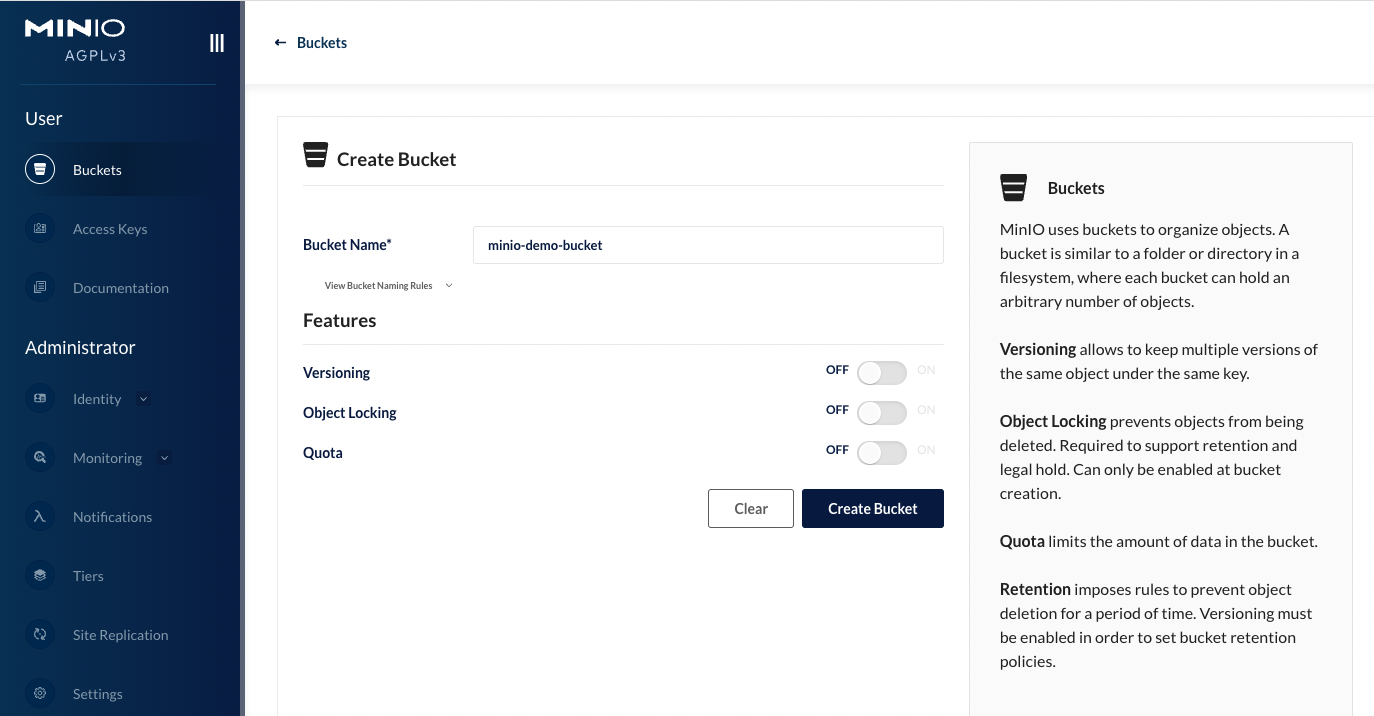 MINIO
AGPLv3
User
Buckets
Access Keys
Documentation
Administrator
Identity
Monitoring
Notifications
Tiers
Site Replication
Settings
Buckets
Create Bucket
Bucket Name*
minio-demo-bucket
View Bucket Naming Rules
Features
Versioning
OFF ON
Object Locking
OFF ON
Quota
OFF ON
Clear
Create Bucket
Buckets
MinIO uses buckets to organize objects. A
bucket is similar to a folder or directory in a
filesystem, where each bucket can hold an
arbitrary number of objects.
Versioning allows to keep multiple versions of
the same object under the same key.
Object Locking prevents objects from being
deleted. Required to support retention and
legal hold. Can only be enabled at bucket
creation.
Quota limits the amount of data in the bucket.
Retention imposes rules to prevent object
deletion for a period of time. Versioning must
be enabled in order to set bucket retention
policies.